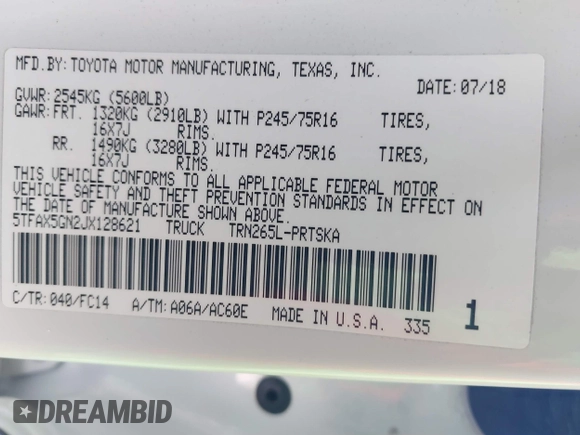 MFD.BY: TOYOTA MOTOR MANUFACTURING, TEXAS, INC.
DATE: 07/18
GVWR: 2545KG (5600LB)
GAWR: FRT. 1320KG (2910LB) WITH P245/75R16 TIRES,
16X7J RIMS.
RR. 1490KG (3280LB) WITH P245/75R16 TIRES,
16X7J RIMS.
THIS VEHICLE CONFORMS TO ALL APPLICABLE FEDERAL MOTOR
VEHICLE SAFETY AND THEFT PREVENTION STANDARDS IN EFFECT ON
THE DATE OF MANUFACTURE SHOWN ABOVE.
5TFAX5GN2JX128621 TRUCK TRN265L-PRTSKA
C/TR: 040/FC14 A/TM: A06A/AC60E MADE IN U.S.A. 335 1
DREAMBID